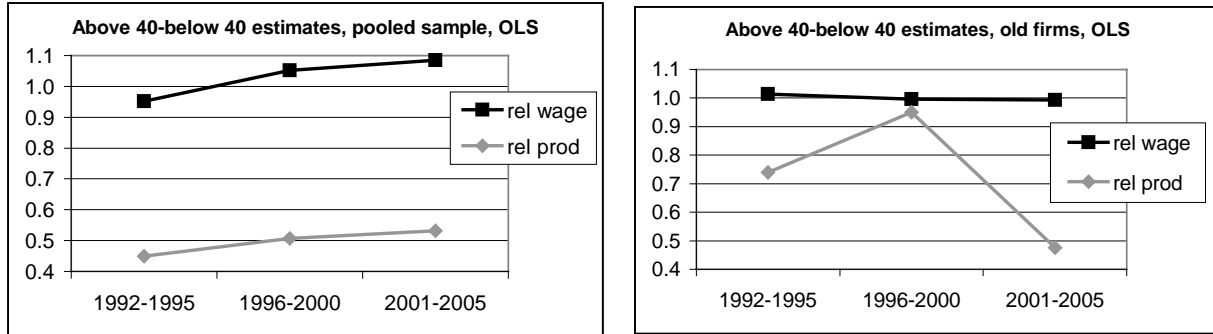 Above 40-below 40 estimates, pooled sample, OLS
1.1
1.0
0.9
0.8
0.7
0.6
0.5
0.4
rel wage
rel prod
1992-1995 1996-2000 2001-2005
Above 40-below 40 estimates, old firms, OLS
1.1
1.0
0.9
0.8
0.7
0.6
0.5
0.4
rel wage
rel prod
1992-1995 1996-2000 2001-2005